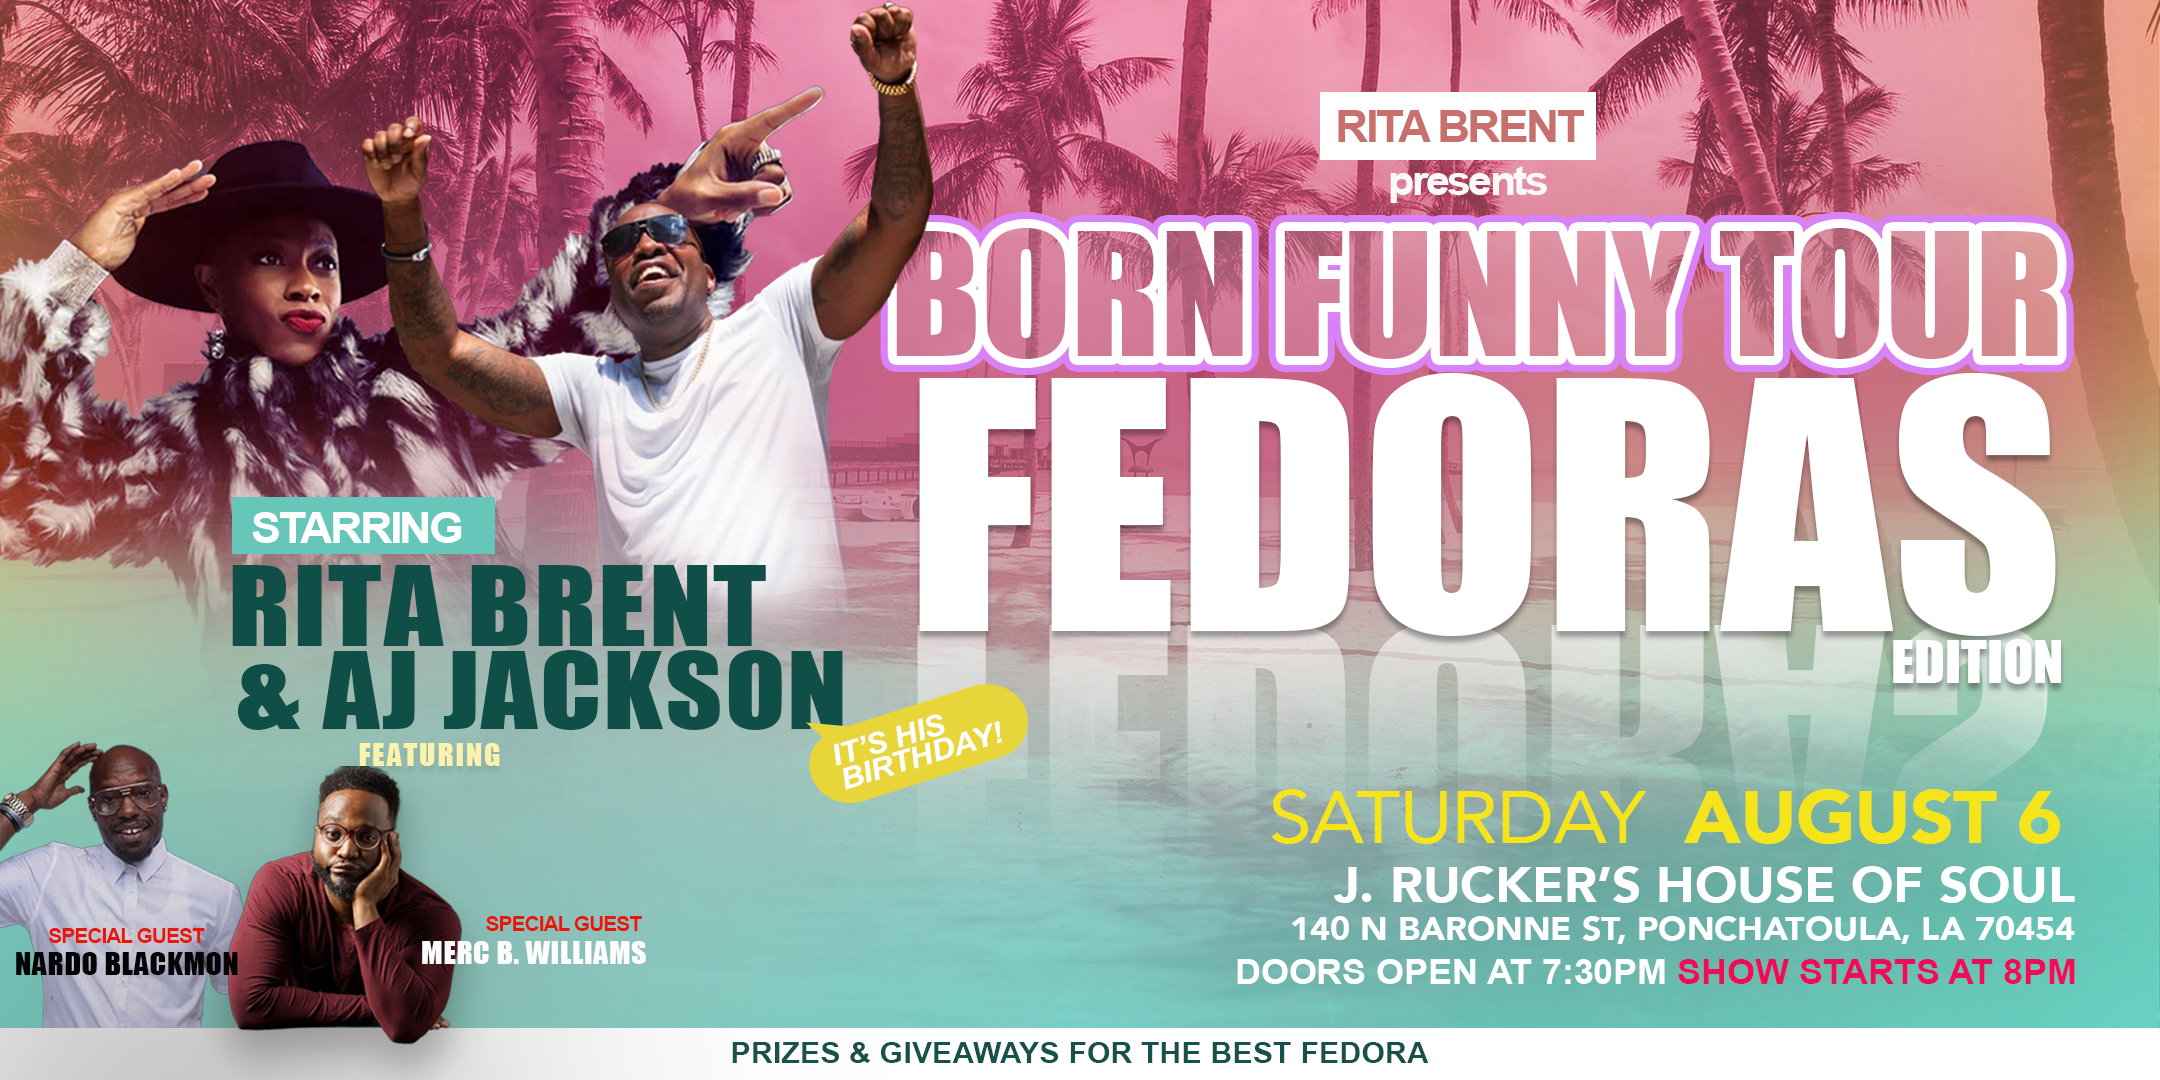 RITA BRENT
presents
BORN FUNNY TOUR
FEDORAS
EDITION
STARRING
RITA BRENT
& AJ JACKSON
IT'S HIS
BIRTHDAY!
FEATURING
SPECIAL GUEST
NARDO BLACKMON
SPECIAL GUEST
MERC B. WILLIAMS
SATURDAY AUGUST 6
J. RUCKER'S HOUSE OF SOUL
140 N BARONNE ST, PONCHATOULA, LA 70454
DOORS OPEN AT 7:30PM SHOW STARTS AT 8PM
PRIZES & GIVEAWAYS FOR THE BEST FEDORA